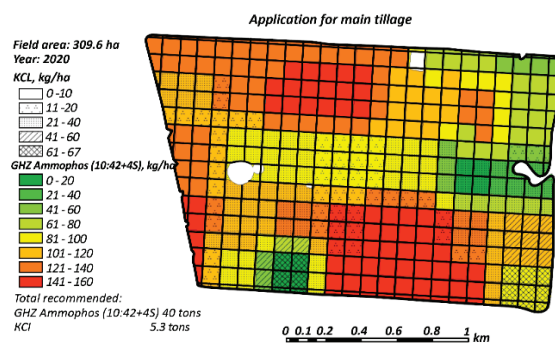 Application for main tillage
Field area: 309.6 ha
Year: 2020
KCL, kg/ha
0 -10
11 -20
21 - 40
41 - 60
61 - 67
GHZ Ammophos (10:42+4S), kg/ha
0 - 20
21 - 40
41 - 60
61 - 80
81 - 100
101 - 120
121 - 140
141 - 160
Total recommended:
GHZ Ammophos (10:42+4S) 40 tons
KCl 5.3 tons
0 0.1 0.2 0.4 0.6 0.8 1
km